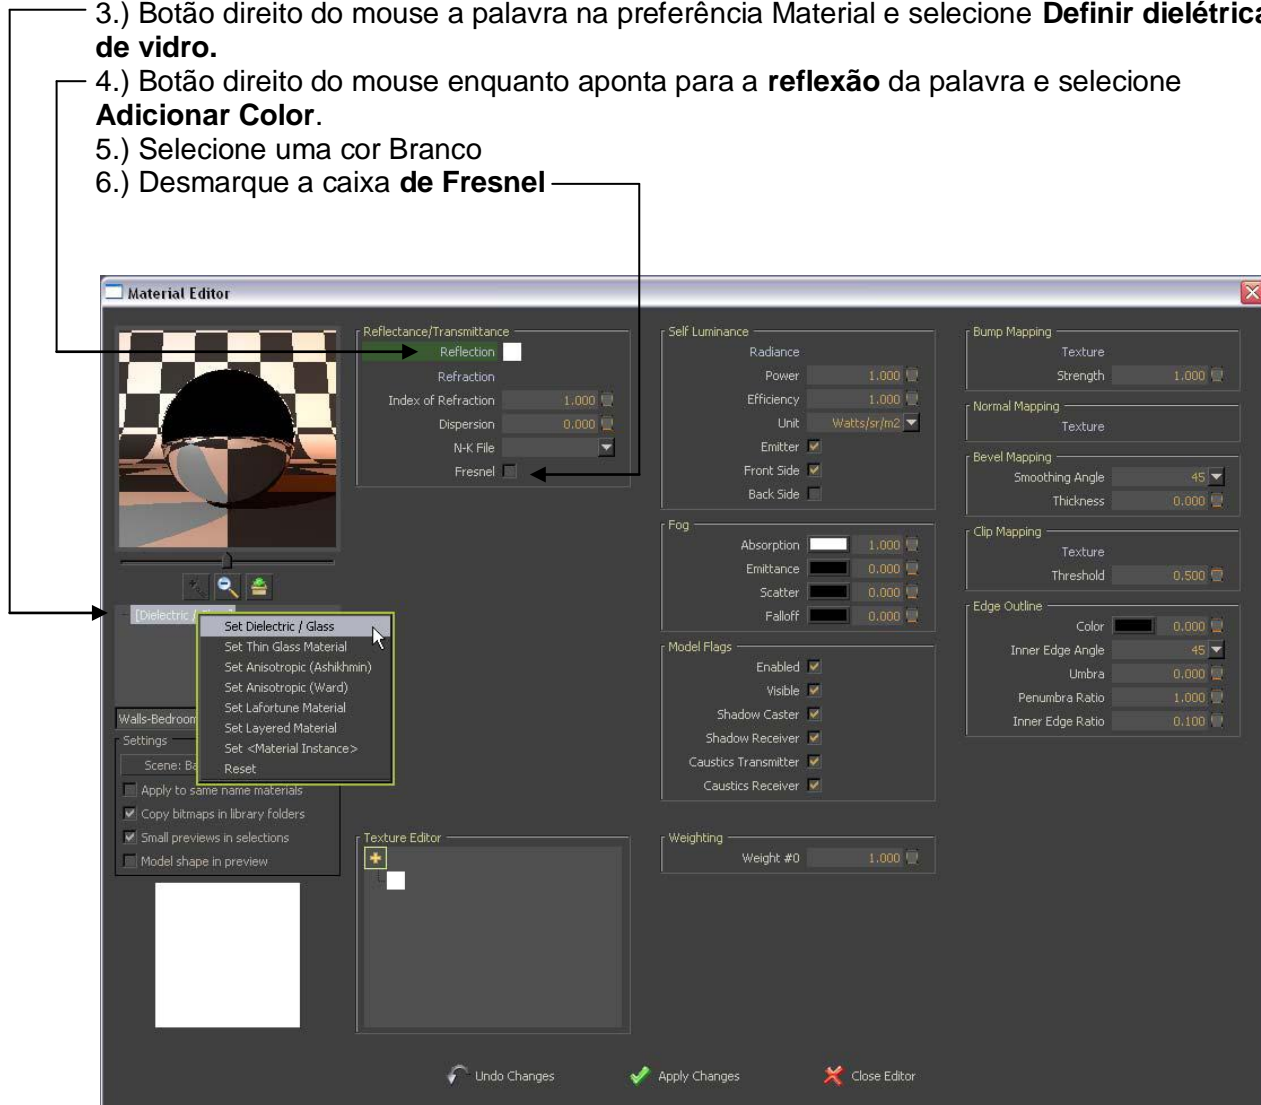 3.) Botão direito do mouse a palavra na preferência Material e selecione Definir dielétrica
de vidro.
4.) Botão direito do mouse enquanto aponta para a reflexão da palavra e selecione
Adicionar Color.
5.) Selecione uma cor Branco
6.) Desmarque a caixa de Fresnel
Material Editor
Reflectance/Transmittance
Reflection
Refraction
Index of Refraction 1.000
Dispersion 0.000
N-K File
Fresnel
Self Luminance
Radiance
Power 1.000
Efficiency 1.000
Unit Watts/sr/m2
Emitter
Front Side
Back Side
Fog
Absorption 1.000
Emittance 0.000
Scatter 0.000
Falloff 0.000
Model Flags
Enabled
Visible
Shadow Caster
Shadow Receiver
Caustics Transmitter
Caustics Receiver
Weighting
Weight #0 1.000
Bump Mapping
Texture
Strength 1.000
Normal Mapping
Texture
Bevel Mapping
Smoothing Angle 45
Thickness 0.000
Clip Mapping
Texture
Threshold 0.500
Edge Outline
Color 0.000
Inner Edge Angle 45
Umbra 0.000
Penumbra Ratio 1.000
Inner Edge Ratio 0.100
[Dielectric /
Set Dielectric / Glass
Set Thin Glass Material
Set Anisotropic (Ashikhmin)
Set Anisotropic (Ward)
Set Lafortune Material
Set Layered Material
Set <Material Instance>
Reset
Walls-Bedroom
Settings
Scene: Ba
Apply to same name materials
Copy bitmaps in library folders
Small previews in selections
Model shape in preview
Texture Editor
Undo Changes
Apply Changes
Close Editor